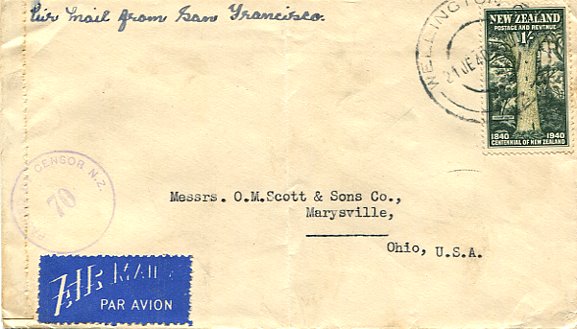 Air Mail from San Francisco.
WELLINGTON
21 JE 40
NEW ZEALAND
POSTAGE AND REVENUE
1/-
1840 1940
CENTENNIAL OF NEW ZEALAND
CENSOR N.Z.
70
Messrs. O.M.Scott & Sons Co.,
Marysville,
Ohio, U.S.A.
AIR MAIL
PAR AVION